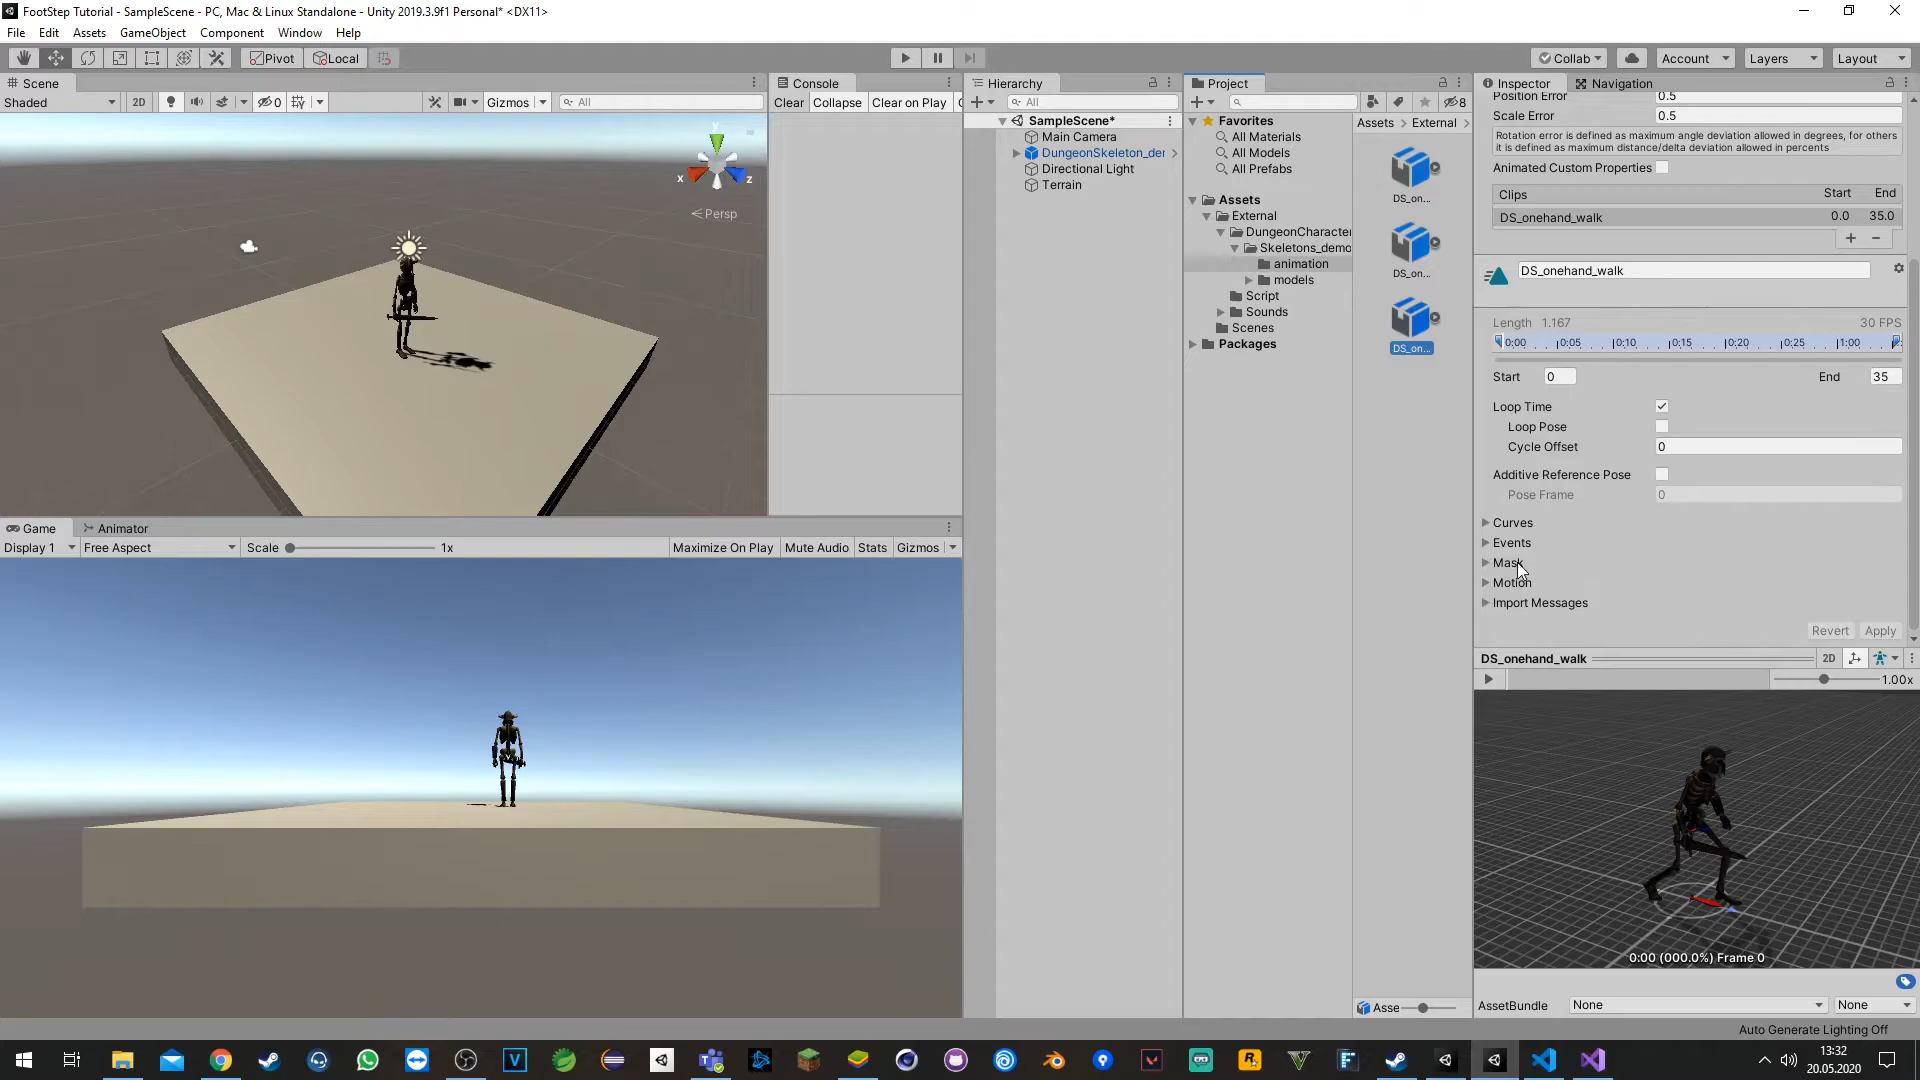 FootStep Tutorial - SampleScene - PC, Mac & Linux Standalone - Unity 2019.3.9f1 Personal* <DX11>
File Edit Assets GameObject Component Window Help
Pivot Local Collab Account Layers Layout
Scene
Shaded 2D 0 Gizmos All
y
x
z
Persp
Console
Clear Collapse Clear on Play
Hierarchy
All
SampleScene*
Main Camera
DungeonSkeleton_der
Directional Light
Terrain
Project
8
Favorites
All Materials
All Models
All Prefabs
Assets
External
DungeonCharacter
Skeletons_demo
animation
models
Script
Sounds
Scenes
Packages
Assets > External >
DS_on...
DS_on...
DS_on...
Asse
Inspector Navigation
Position Error 0.5
Scale Error 0.5
Rotation error is defined as maximum angle deviation allowed in degrees, for others
it is defined as maximum distance/delta deviation allowed in percents
Animated Custom Properties
Clips Start End
DS_onehand_walk 0.0 35.0
+ −
DS_onehand_walk
Length 1.167 30 FPS
0:00 0:05 0:10 0:15 0:20 0:25 1:00
Start 0 End 35
Loop Time
Loop Pose
Cycle Offset 0
Additive Reference Pose
Pose Frame 0
Curves
Events
Mask
Motion
Import Messages
Revert Apply
DS_onehand_walk 2D
1.00x
0:00 (000.0%) Frame 0
AssetBundle None None
Auto Generate Lighting Off
Game Animator
Display 1 Free Aspect Scale 1x Maximize On Play Mute Audio Stats Gizmos
13:32
20.05.2020